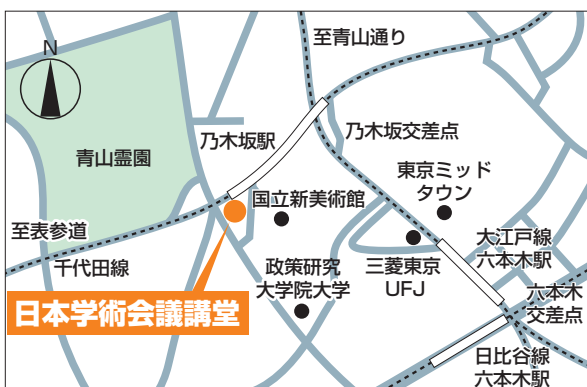 N
至青山通り
乃木坂駅
乃木坂交差点
青山霊園
東京ミッド
タウン
国立新美術館
至表参道
大江戸線
六本木駅
千代田線
政策研究
大学院大学
三菱東京
UFJ
六本木
交差点
日本学術会議講堂
日比谷線
六本木駅